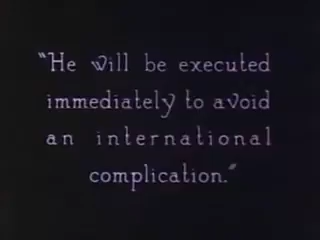 "He will be executed
immediately to avoid
an international
complication."